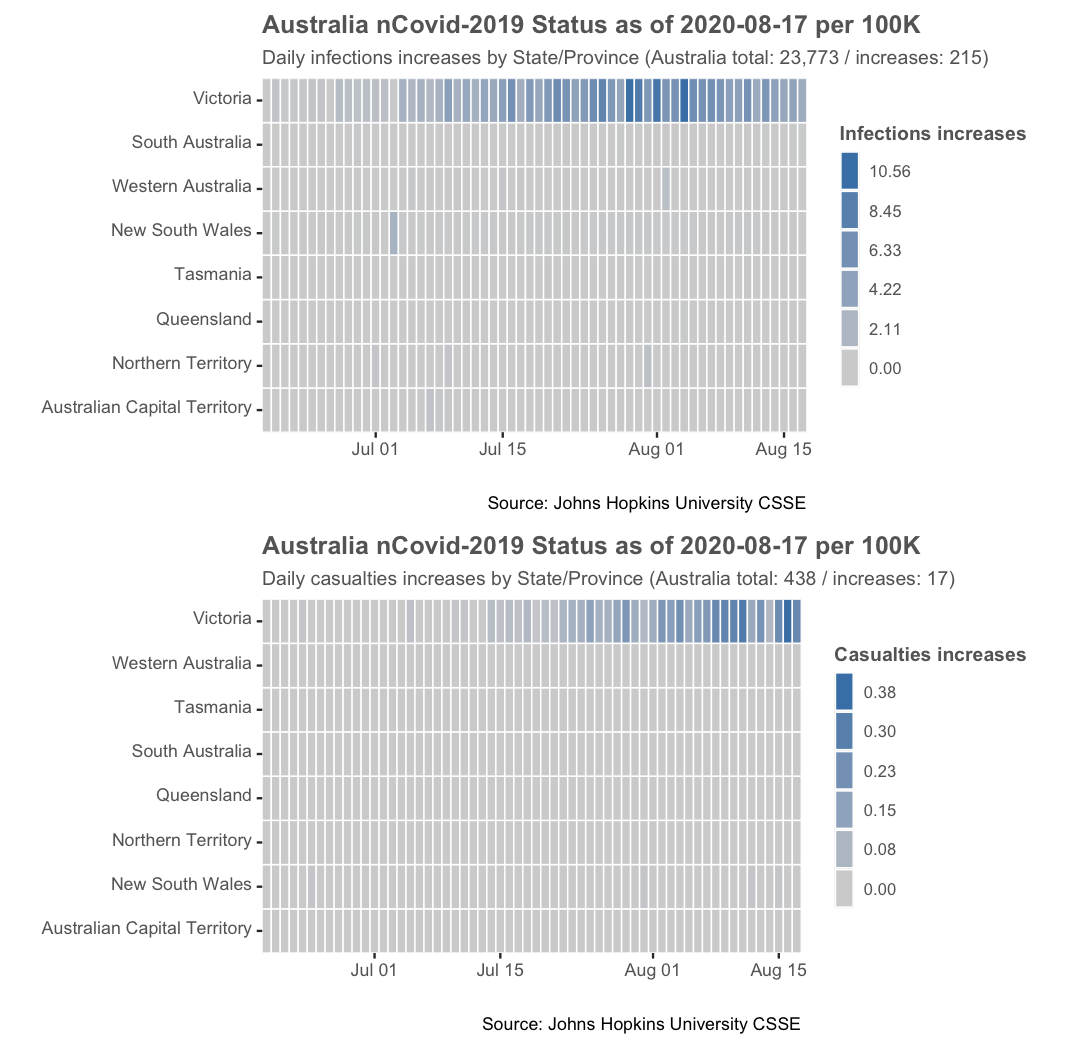 Australia nCovid-2019 Status as of 2020-08-17 per 100K
Daily infections increases by State/Province (Australia total: 23,773 / increases: 215)
Victoria
South Australia
Western Australia
New South Wales
Tasmania
Queensland
Northern Territory
Australian Capital Territory
Jul 01
Jul 15
Aug 01
Aug 15
Infections increases
10.56
8.45
6.33
4.22
2.11
0.00
Source: Johns Hopkins University CSSE
Australia nCovid-2019 Status as of 2020-08-17 per 100K
Daily casualties increases by State/Province (Australia total: 438 / increases: 17)
Victoria
Western Australia
Tasmania
South Australia
Queensland
Northern Territory
New South Wales
Australian Capital Territory
Jul 01
Jul 15
Aug 01
Aug 15
Casualties increases
0.38
0.30
0.23
0.15
0.08
0.00
Source: Johns Hopkins University CSSE